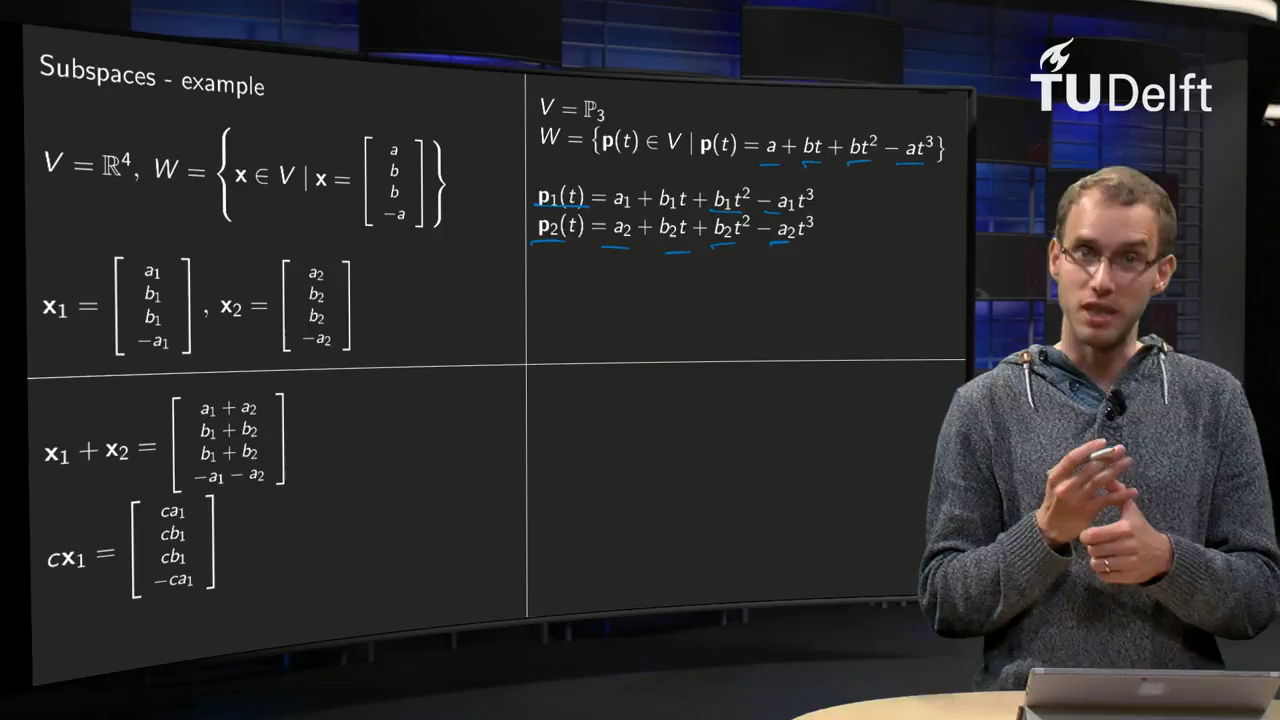 Subspaces - example
V = ℝ⁴, W = { x ∈ V | x = [ a b b −a ] }
x₁ = [ a₁ b₁ b₁ −a₁ ] , x₂ = [ a₂ b₂ b₂ −a₂ ]
x₁ + x₂ = [ a₁ + a₂ b₁ + b₂ b₁ + b₂ −a₁ − a₂ ]
cx₁ = [ ca₁ cb₁ cb₁ −ca₁ ]
V = ℙ₃
W = {p(t) ∈ V | p(t) = a + bt + bt² − at³}
p₁(t) = a₁ + b₁t + b₁t² − a₁t³
p₂(t) = a₂ + b₂t + b₂t² − a₂t³
TUDelft